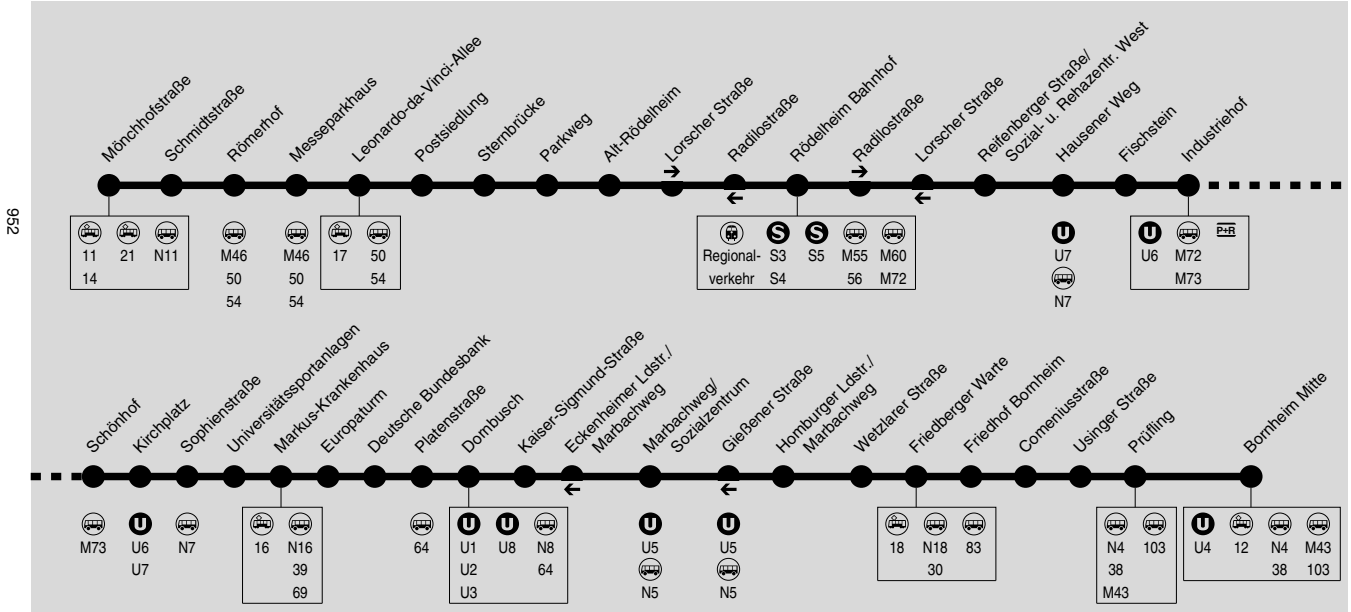 952
Mönchhofstraße
Schmidtstraße
Römerhof
Messeparkhaus
Leonardo-da-Vinci-Allee
Postsiedlung
Sternbrücke
Parkweg
Alt-Rödelheim
Lorscher Straße
Radilostraße
Rödelheim Bahnhof
Radilostraße
Lorscher Straße
Reifenberger Straße/
Sozial- u. Rehazentr. West
Hausener Weg
Fischstein
Industriehof
11 21 N11
14
M46
50
54
M46
50
54
17 50
54
Regional- S3 S5 M55 M60
verkehr S4 56 M72
U
U7
N7
U P+R
U6 M72
M73
Schönhof
Kirchplatz
Sophienstraße
Universitätssportanlagen
Markus-Krankenhaus
Europaturm
Deutsche Bundesbank
Platenstraße
Dornbusch
Kaiser-Sigmund-Straße
Eckenheimer Ldstr./
Marbachweg
Marbachweg/
Sozialzentrum
Gießener Straße
Homburger Ldstr./
Marbachweg
Wetzlarer Straße
Friedberger Warte
Friedhof Bornheim
Comeniusstraße
Usinger Straße
Prüfling
Bornheim Mitte
M73
U
U6
U7
N7
16 N16
39
69
64
U U
U1 U8 N8
U2 64
U3
U
U5
N5
U
U5
N5
18 N18 83
30
N4 103
38
M43
U
U4 12 N4 M43
38 103